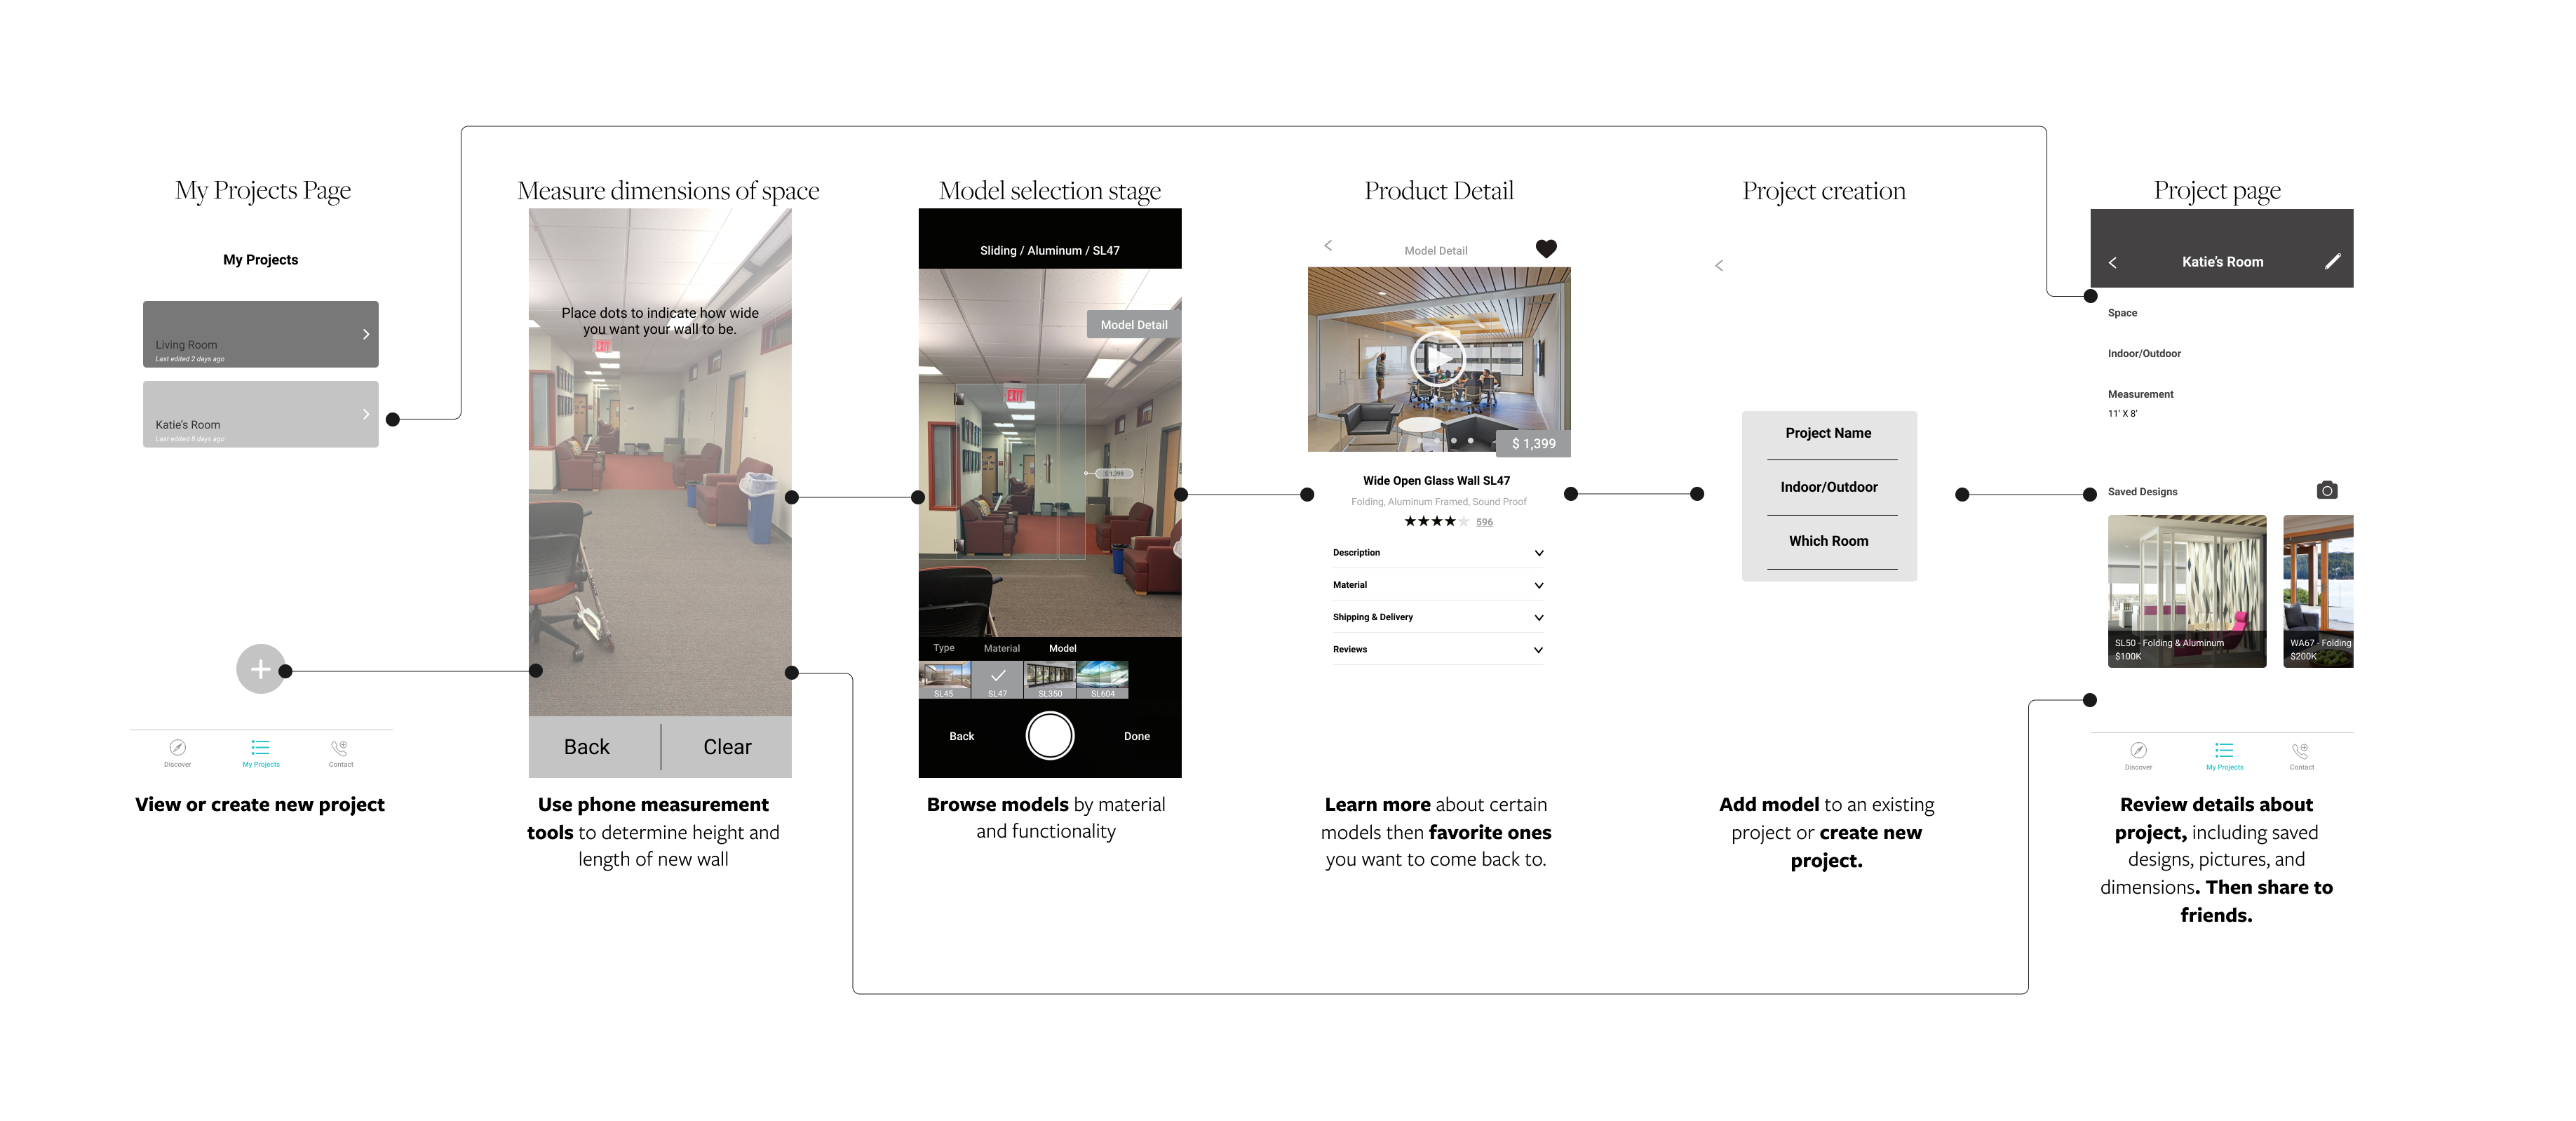 My Projects Page
My Projects
Living Room
Last edited 2 days ago
Katie's Room
Last edited 8 days ago
Discover
My Projects
Contact
View or create new project
Measure dimensions of space
Place dots to indicate how wide
you want your wall to be.
EXIT
Back
Clear
Use phone measurement
tools to determine height and
length of new wall
Model selection stage
Sliding / Aluminum / SL47
Model Detail
EXIT
$ 1,399
Type
Material
Model
SL45
SL47
SL350
SL604
Back
Done
Browse models by material
and functionality
Product Detail
Model Detail
$ 1,399
Wide Open Glass Wall SL47
Folding, Aluminum Framed, Sound Proof
596
Description
Material
Shipping & Delivery
Reviews
Learn more about certain
models then favorite ones
you want to come back to.
Project creation
Project Name
Indoor/Outdoor
Which Room
Add model to an existing
project or create new
project.
Project page
Katie's Room
Space
Indoor/Outdoor
Measurement
11' X 8'
Saved Designs
SL50 - Folding & Aluminum
$100K
WA67 - Folding
$200K
Discover
My Projects
Contact
Review details about
project, including saved
designs, pictures, and
dimensions. Then share to
friends.